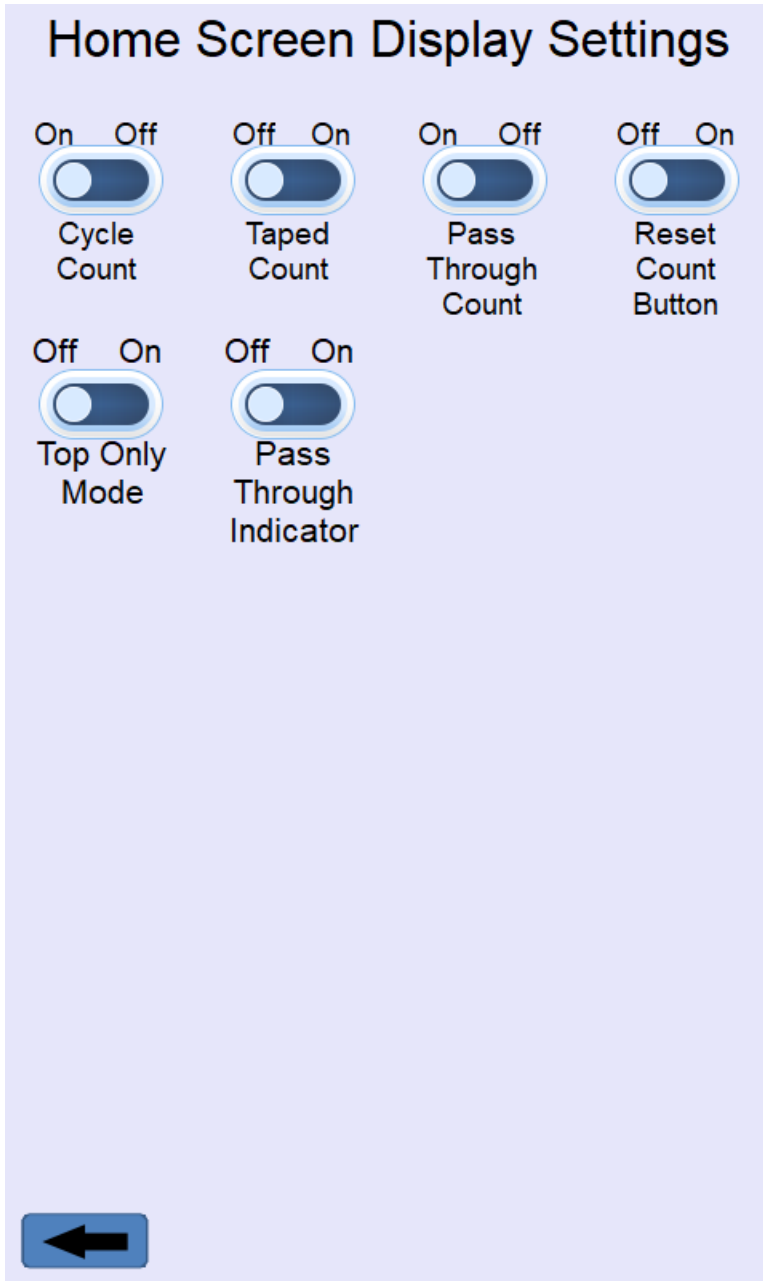 Home Screen Display Settings
On Off
Off On
On Off
Off On
Cycle
Count
Taped
Count
Pass
Through
Count
Reset
Count
Button
Off On
Off On
Top Only
Mode
Pass
Through
Indicator